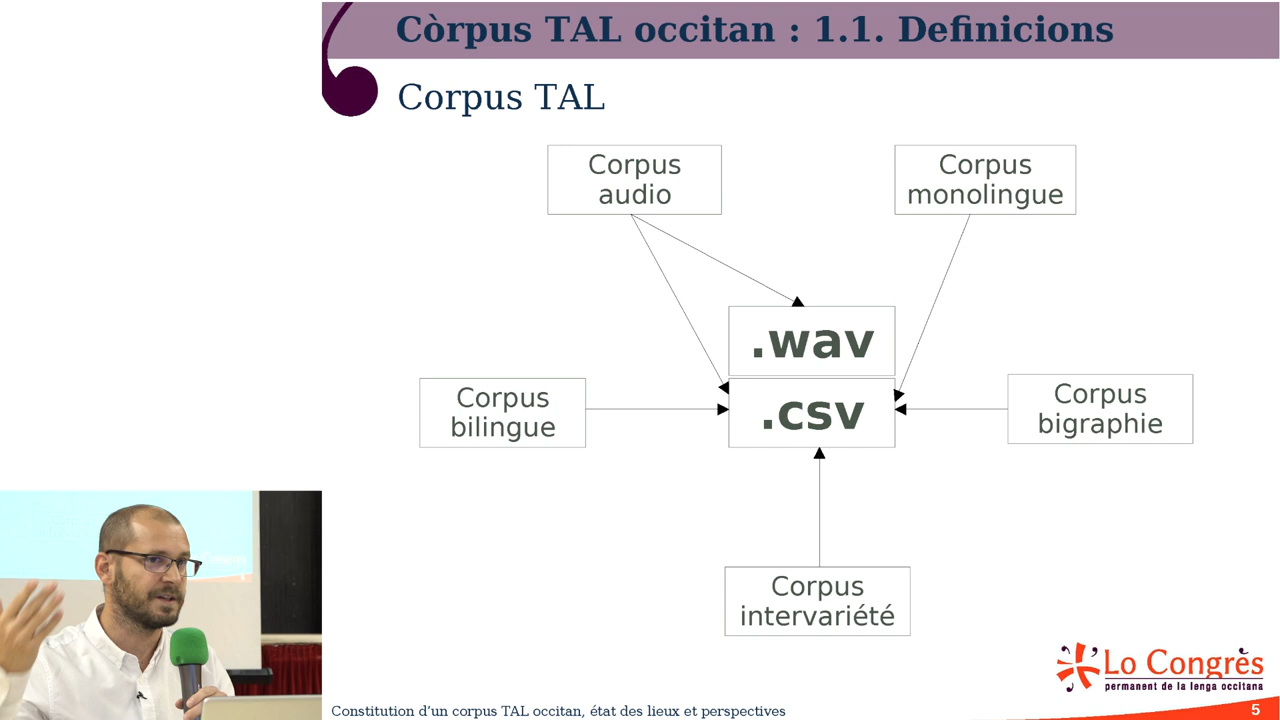 Còrpus TAL occitan : 1.1. Definicions
Corpus TAL
Corpus
audio
Corpus
monolingue
.wav
Corpus
bilingue
.csv
Corpus
bigraphie
Corpus
intervariété
Lo Congrès
permanent de la lenga occitana
Constitution d'un corpus TAL occitan, état des lieux et perspectives
5